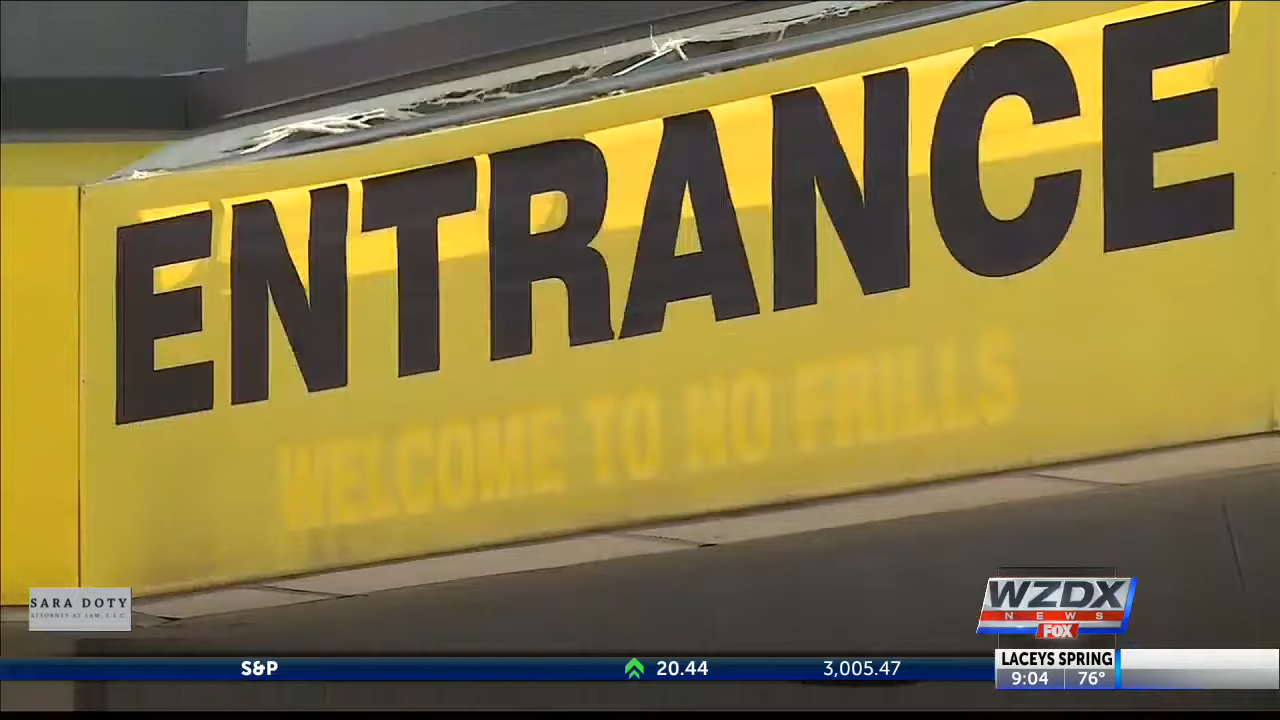 ENTRANCE
WELCOME TO NO FRILLS
SARA DOTY
ATTORNEY AT LAW, L.L.C.
WZDX
NEWS
FOX
LACEYS SPRING
S&P 20.44 3,005.47
9:04 76°